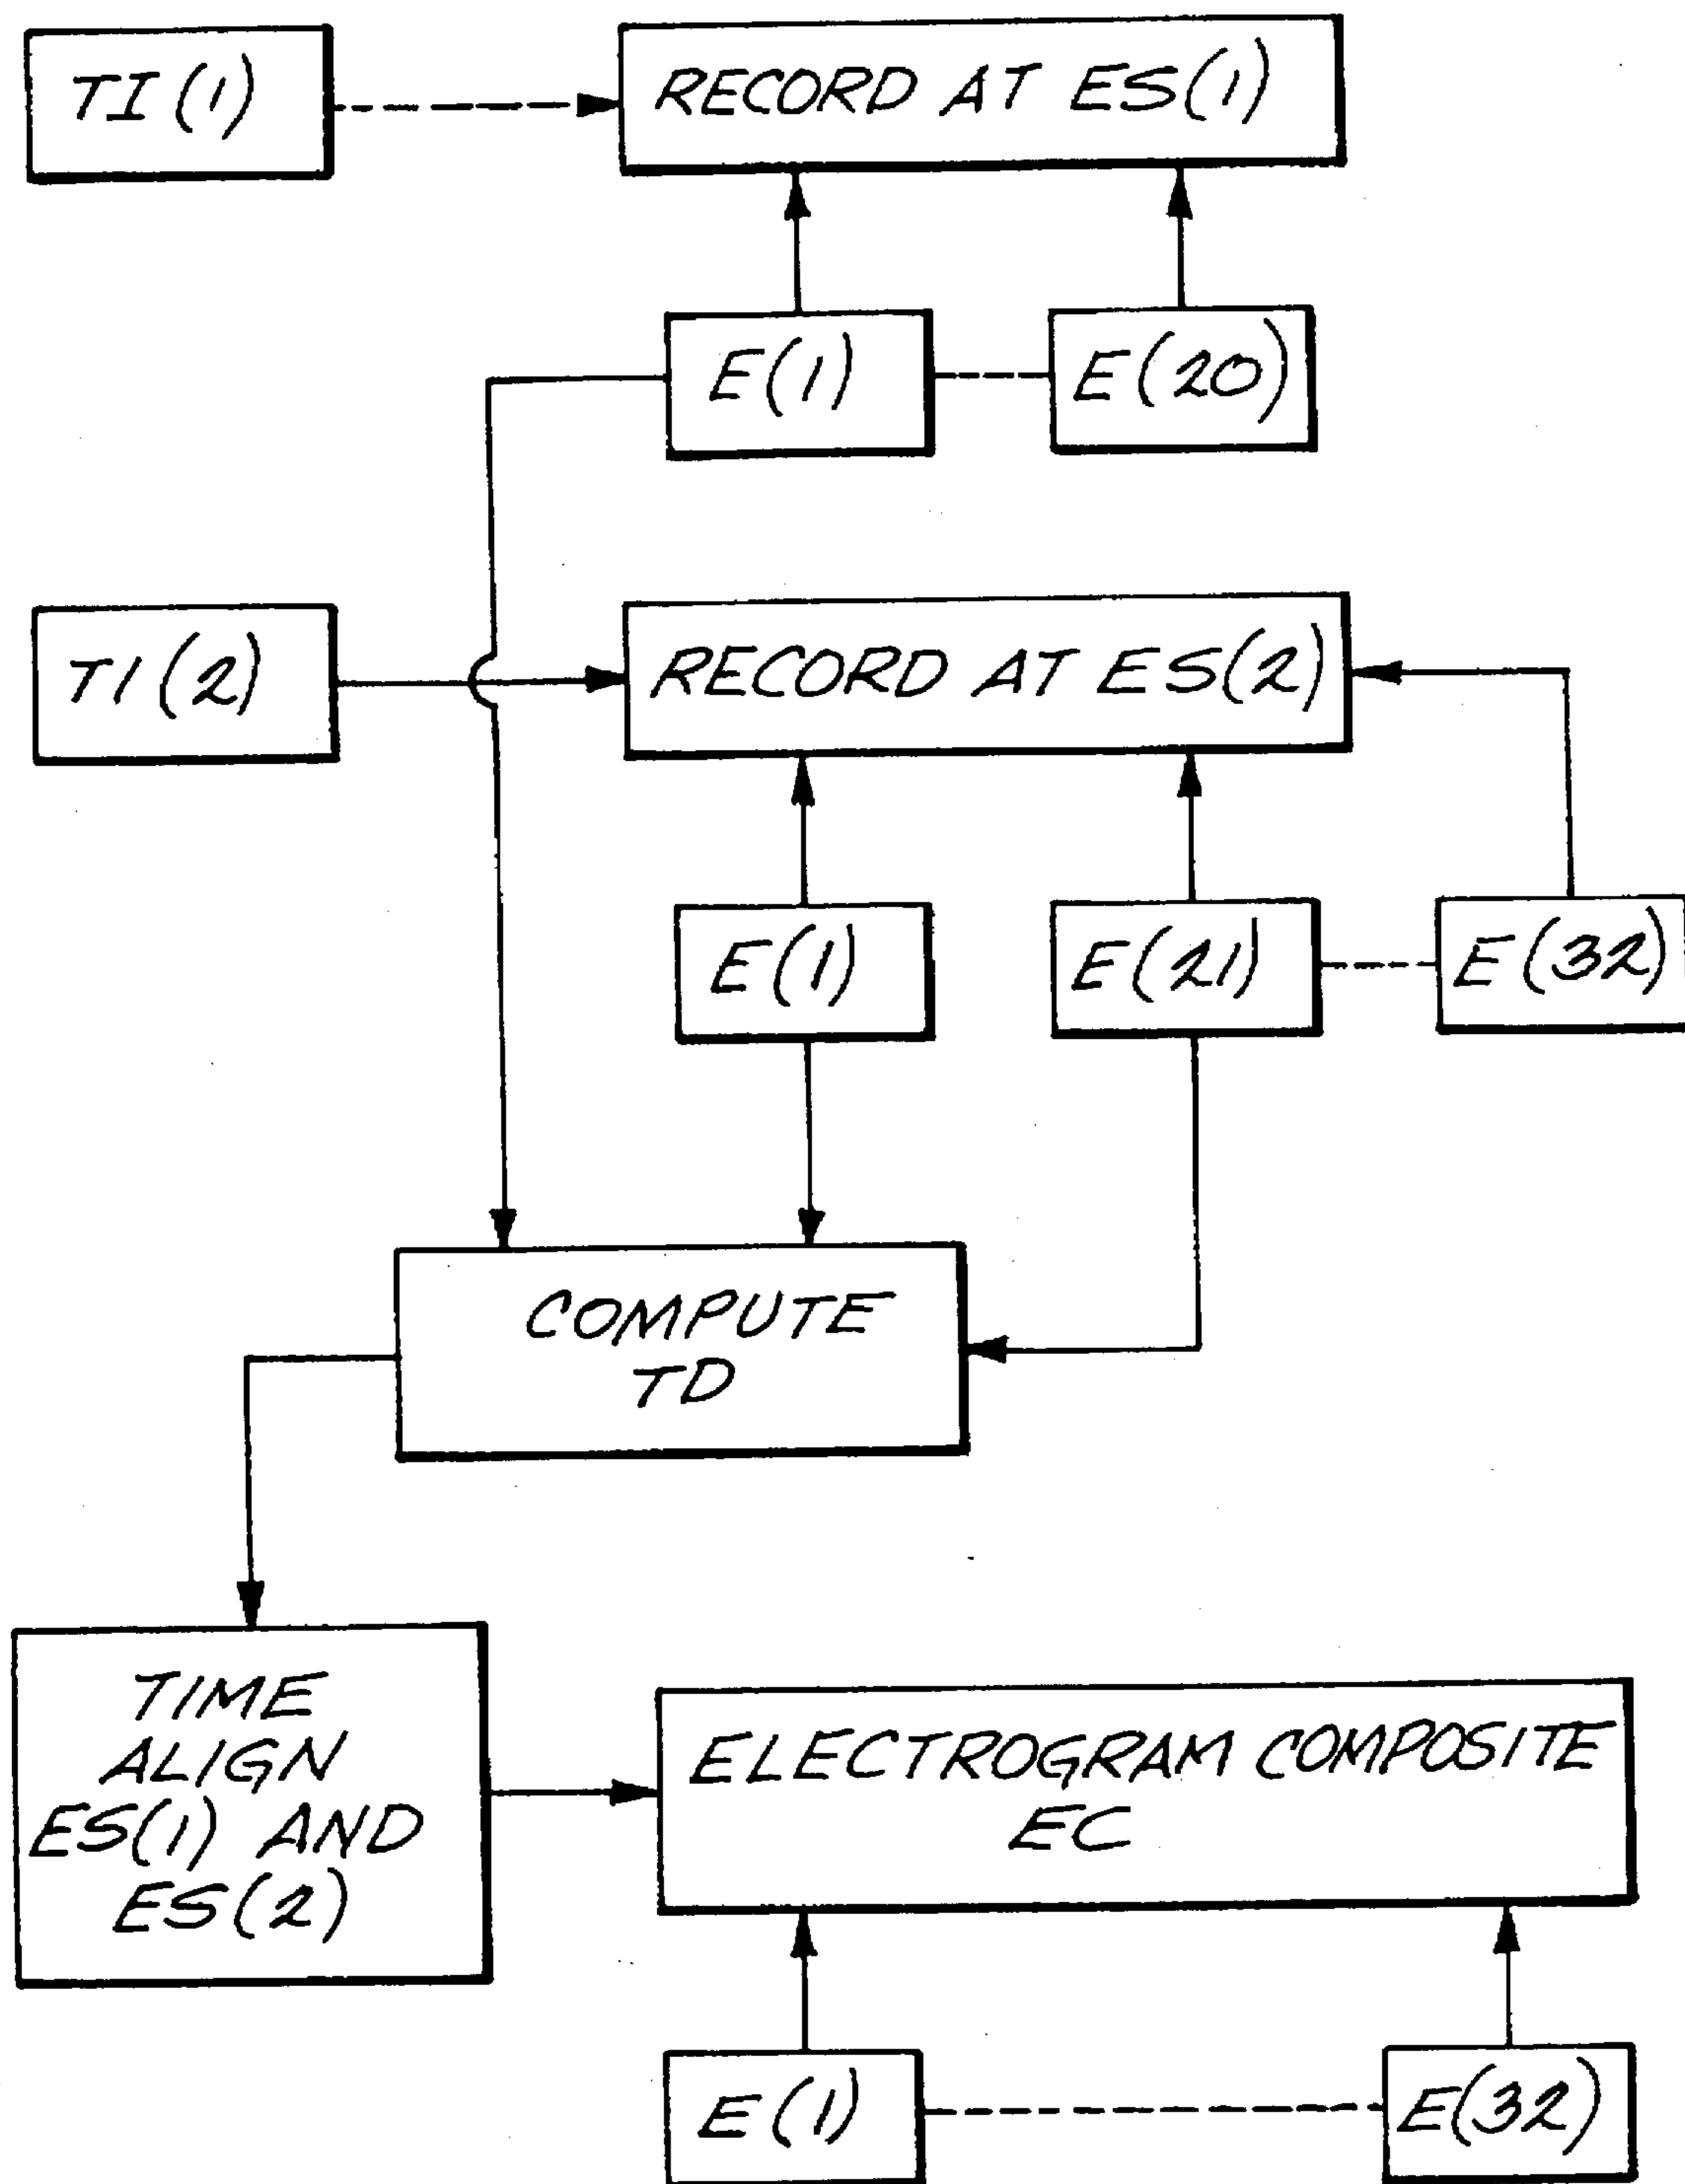 TI(1)
RECORD AT ES(1)
E(1)
E(20)
TI(2)
RECORD AT ES(2)
E(1)
E(21)
E(32)
COMPUTE
TD
TIME
ALIGN
ES(1) AND
ES(2)
ELECTROGRAM COMPOSITE
EC
E(1)
E(32)